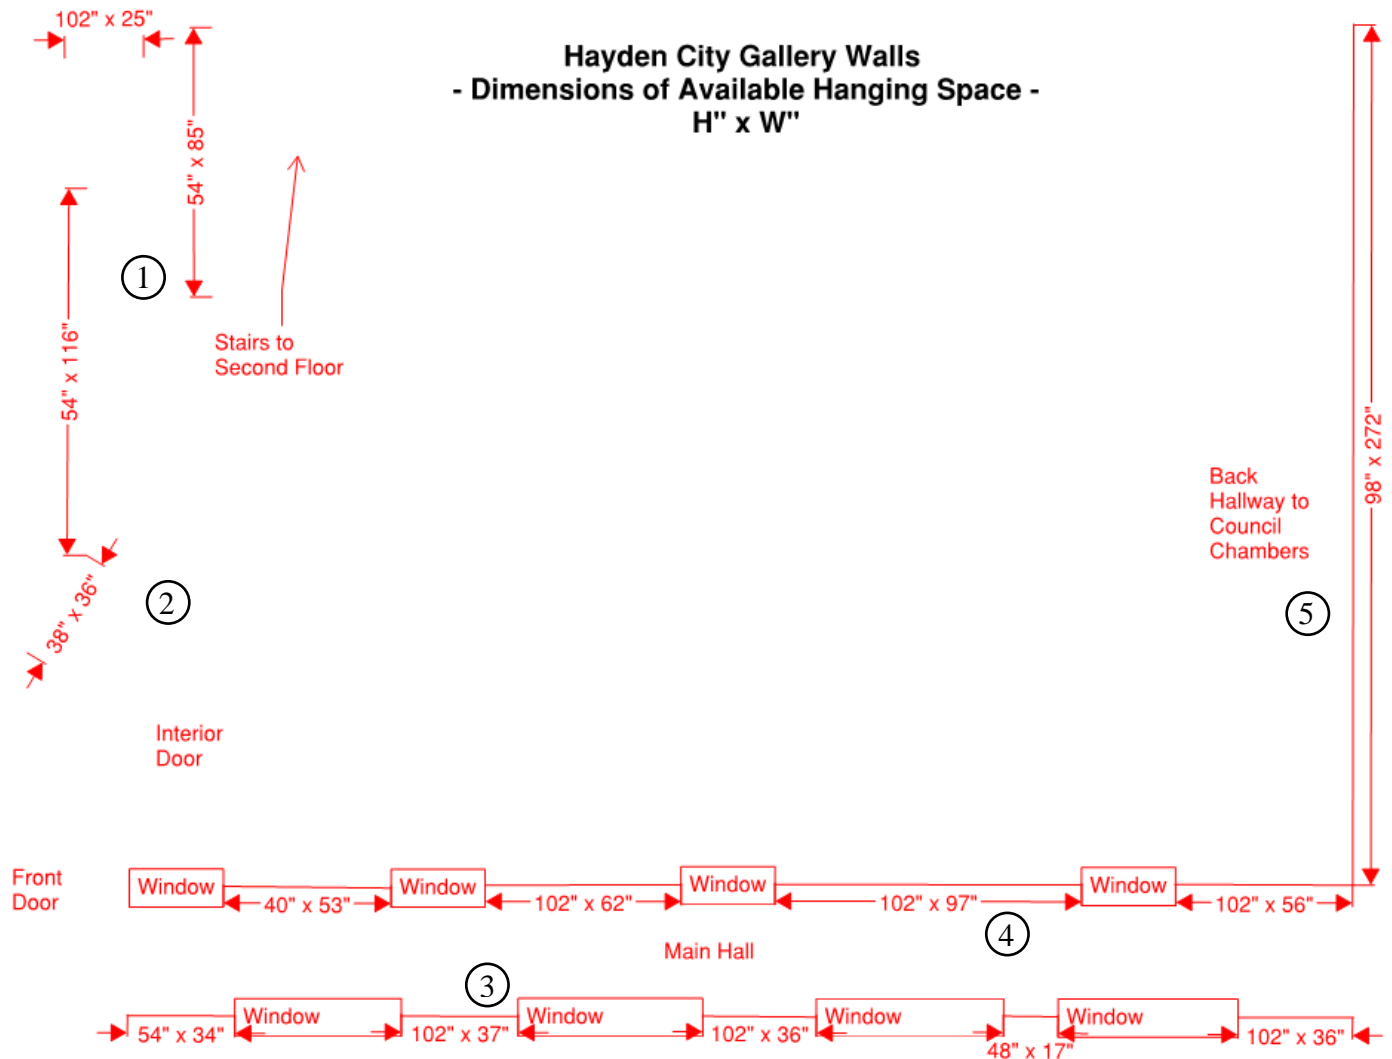 102" x 25"
Hayden City Gallery Walls
- Dimensions of Available Hanging Space -
H" x W"
54" x 85"
1
54" x 116"
Stairs to
Second Floor
98" x 272"
Back
Hallway to
Council
Chambers
2
38" x 36"
5
Interior
Door
Front
Door
Window
40" x 53"
Window
102" x 62"
Window
102" x 97"
Window
102" x 56"
4
Main Hall
3
54" x 34"
Window
102" x 37"
Window
102" x 36"
Window
48" x 17"
Window
102" x 36"